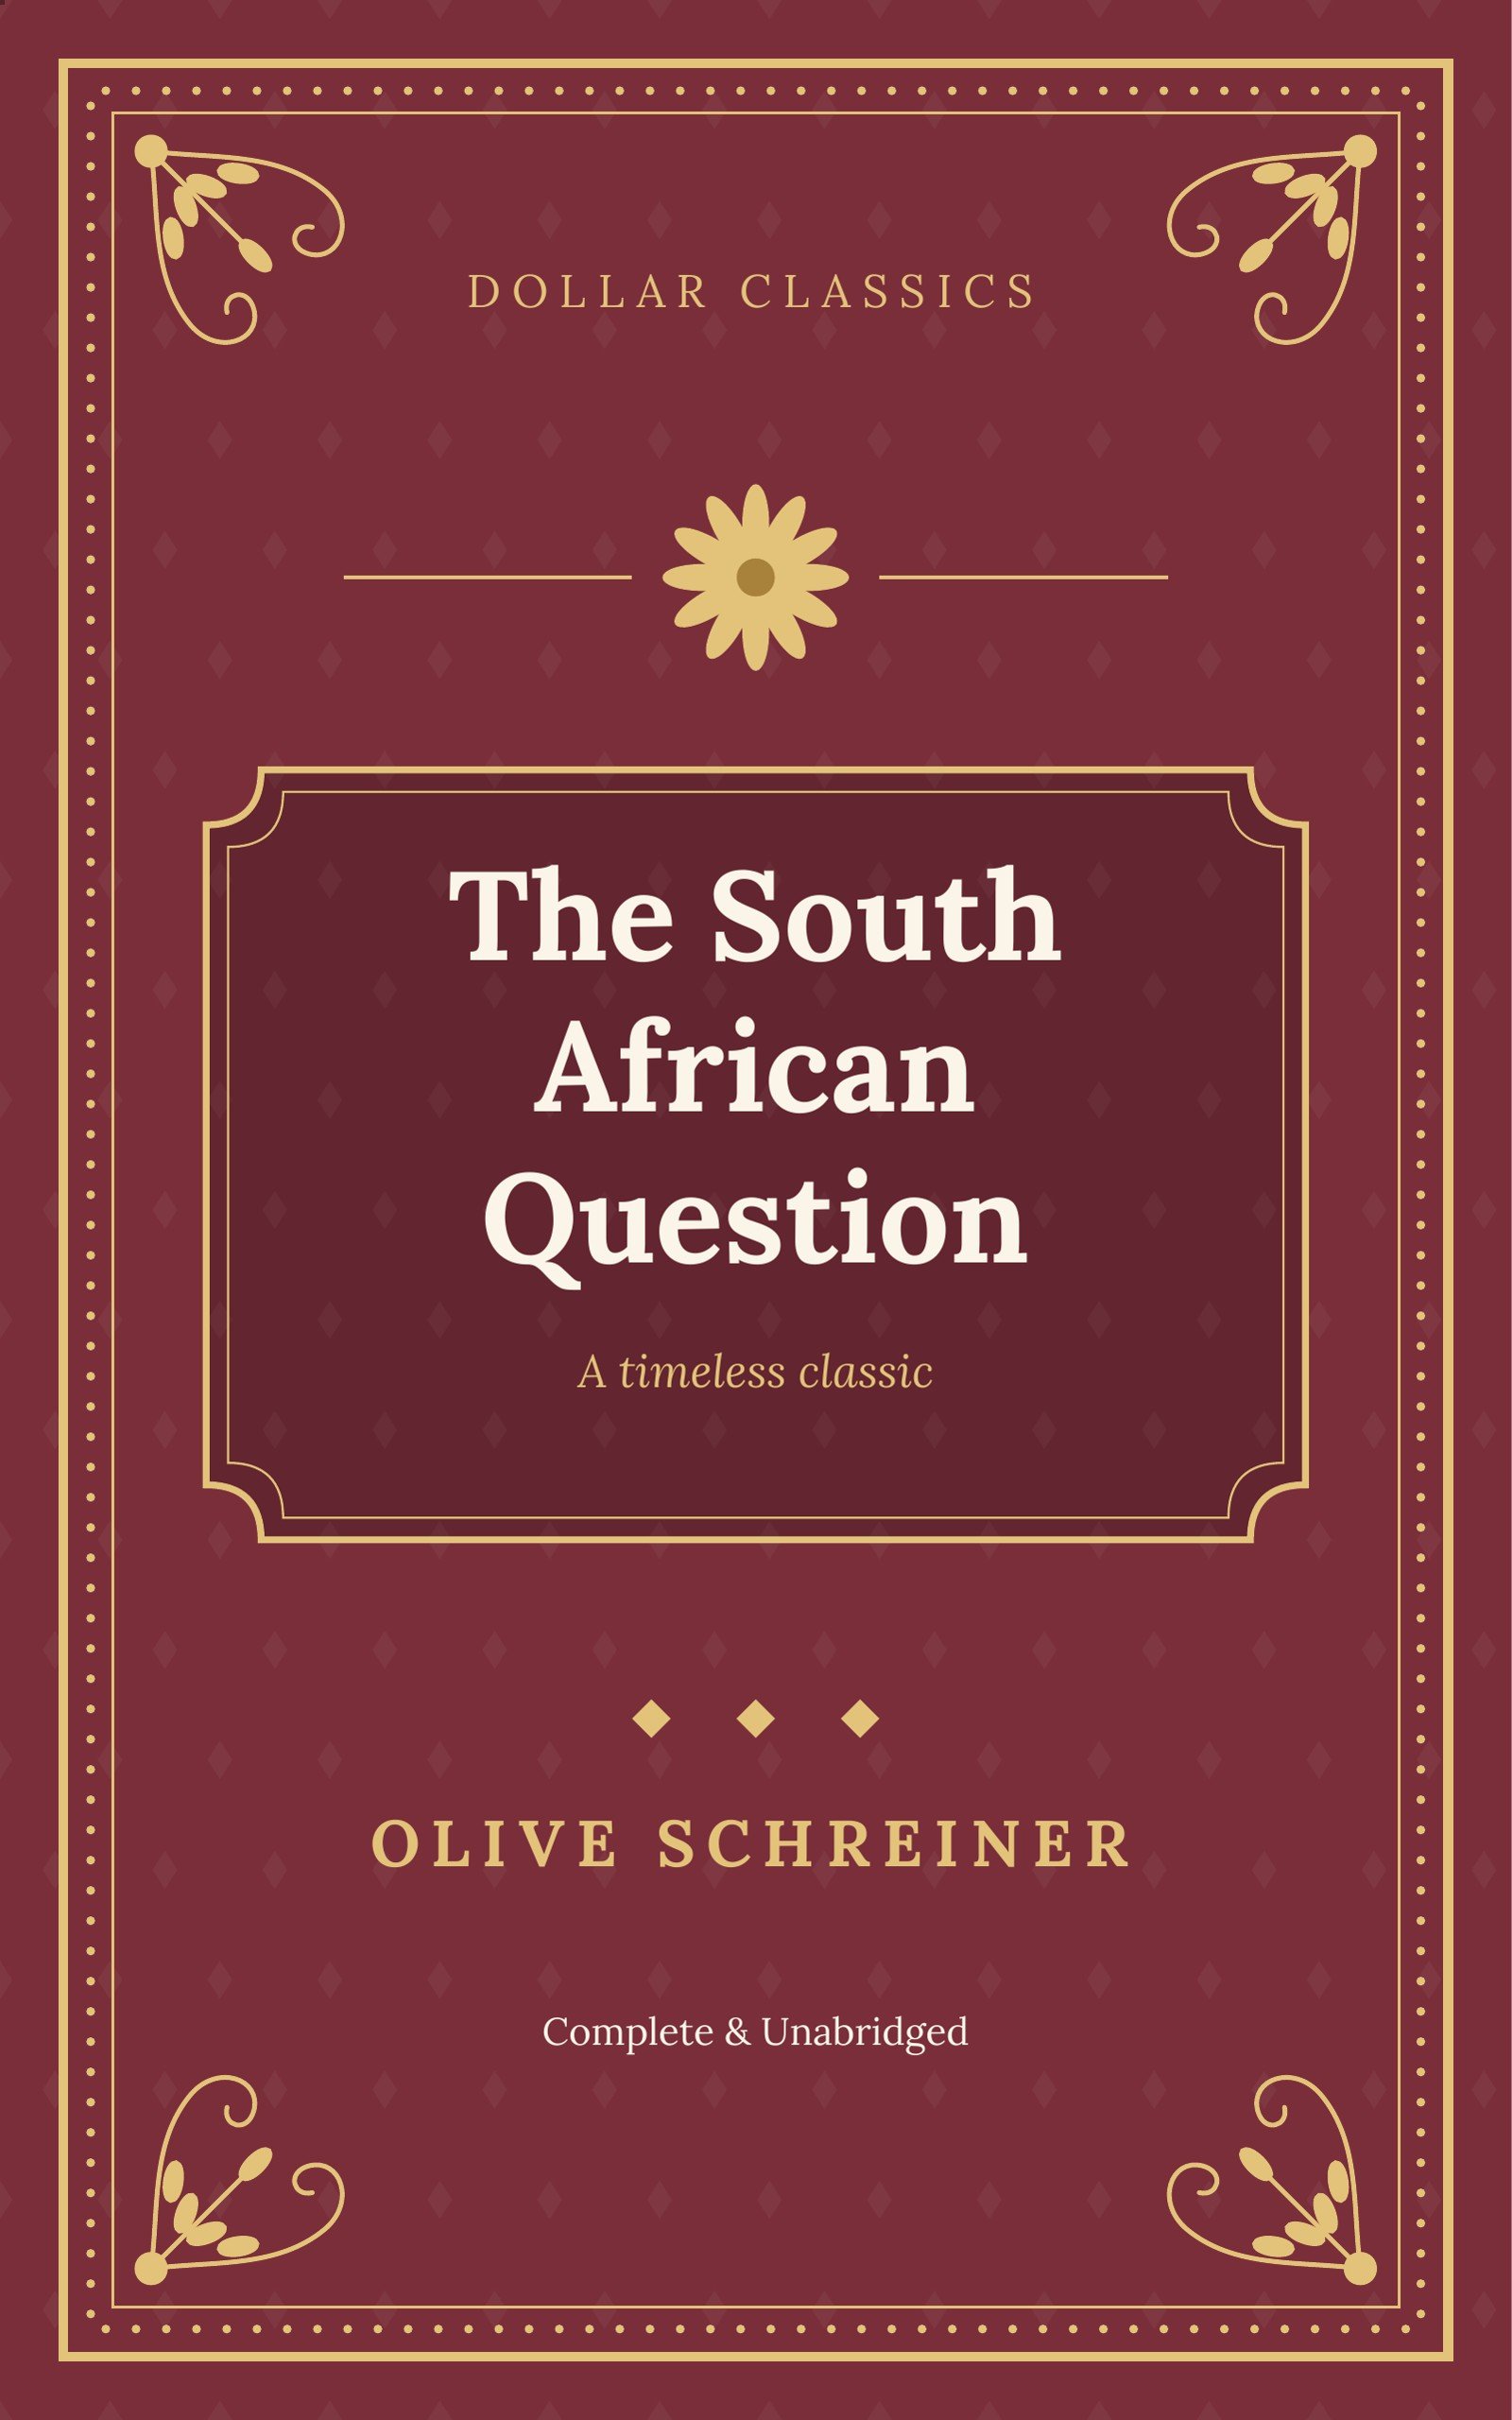 DOLLAR CLASSICS
The South
African
Question
A timeless classic
OLIVE SCHREINER
Complete & Unabridged